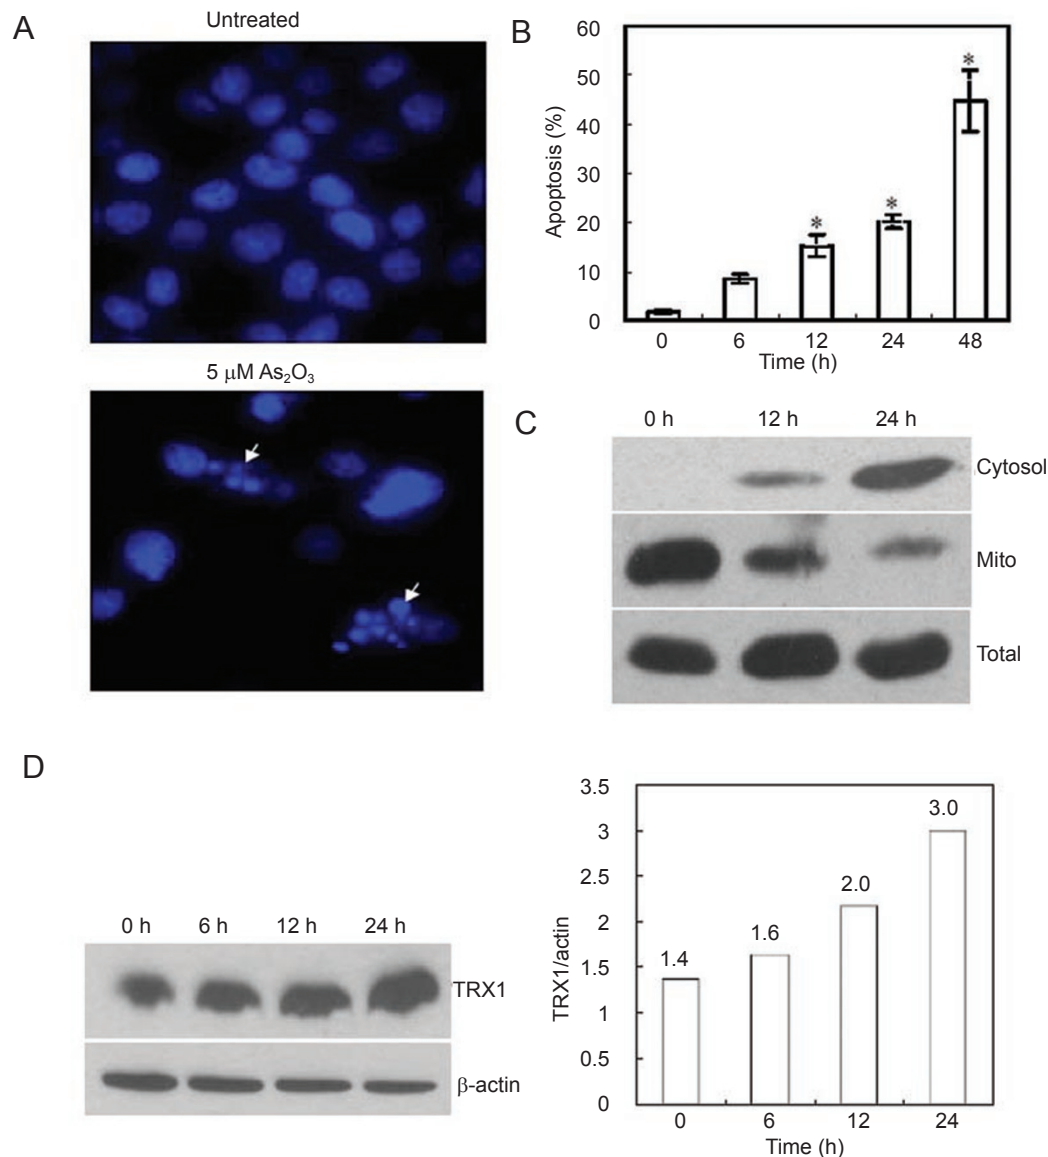 A
Untreated
5 μM As₂O₃
B
60
50
40
30
20
10
0
Apoptosis (%)
* * *
0 6 12 24 48
Time (h)
C
0 h 12 h 24 h
Cytosol
Mito
Total
D
0 h 6 h 12 h 24 h
TRX1
β-actin
3.5
3
2.5
2
1.5
1
0.5
0
TRX1/actin
1.4 1.6 2.0 3.0
0 6 12 24
Time (h)